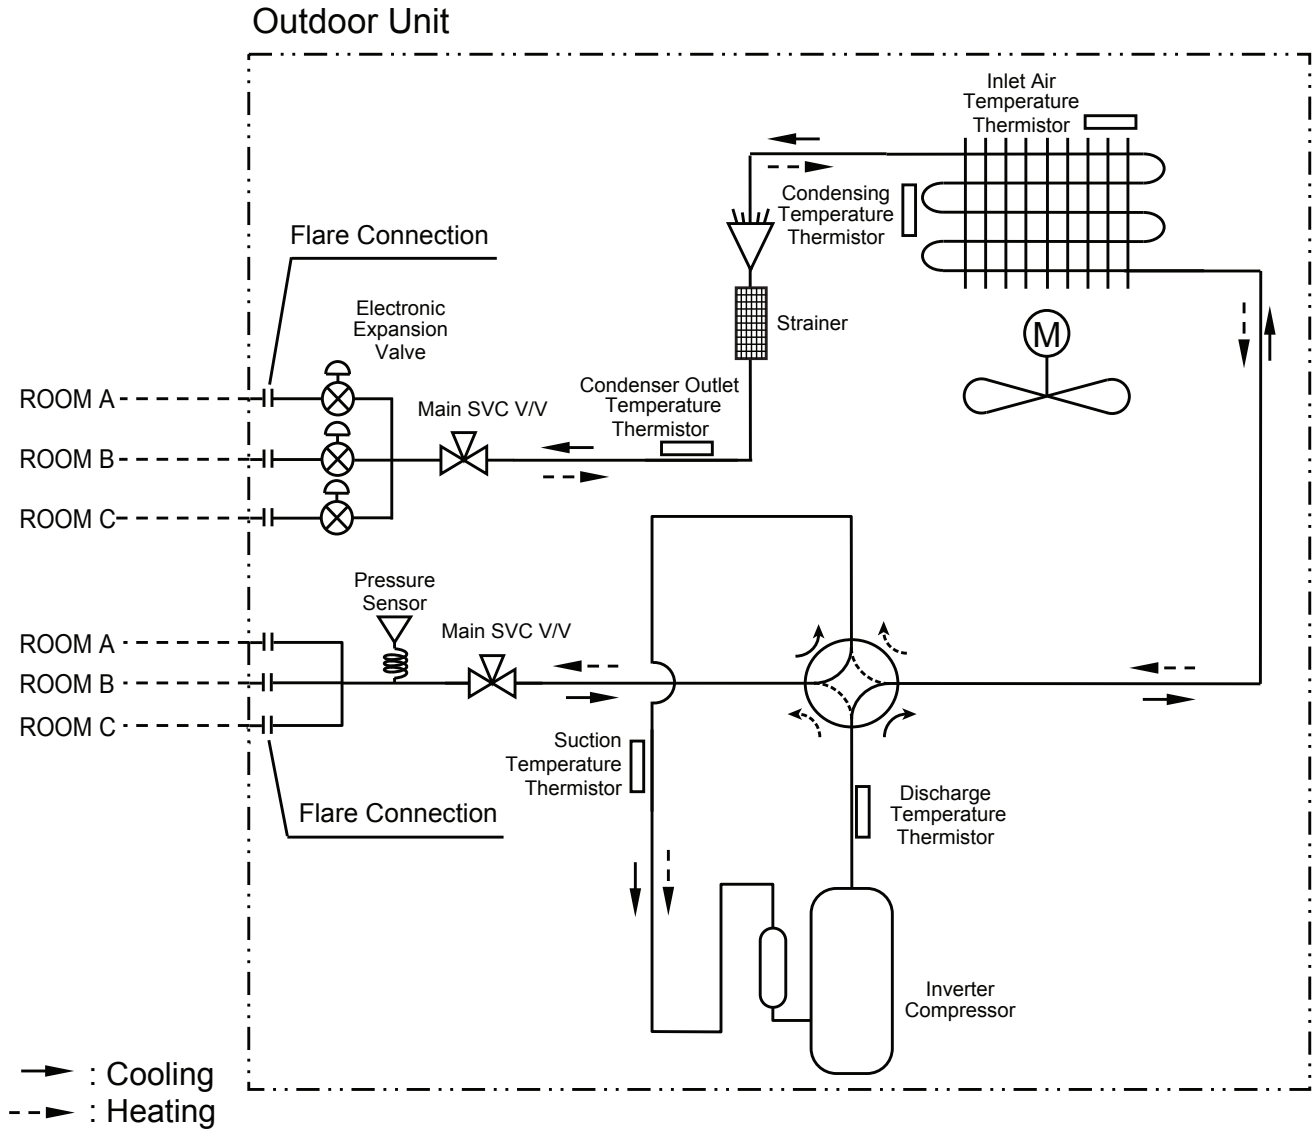 Outdoor Unit
Inlet Air
Temperature
Thermistor
Condensing
Temperature
Thermistor
Flare Connection
Electronic
Expansion
Valve
Strainer
M
ROOM A
Main SVC V/V
Condenser Outlet
Temperature
Thermistor
ROOM B
ROOM C
Pressure
Sensor
Main SVC V/V
ROOM A
ROOM B
ROOM C
Suction
Temperature
Thermistor
Flare Connection
Discharge
Temperature
Thermistor
Inverter
Compressor
: Cooling
: Heating